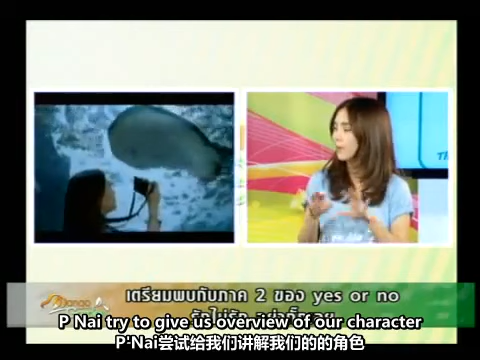 เตรียมพบกับภาค 2 ของ yes or no
P Nai try to give us overview of our character
P'Nai尝试给我们讲解我们的的角色